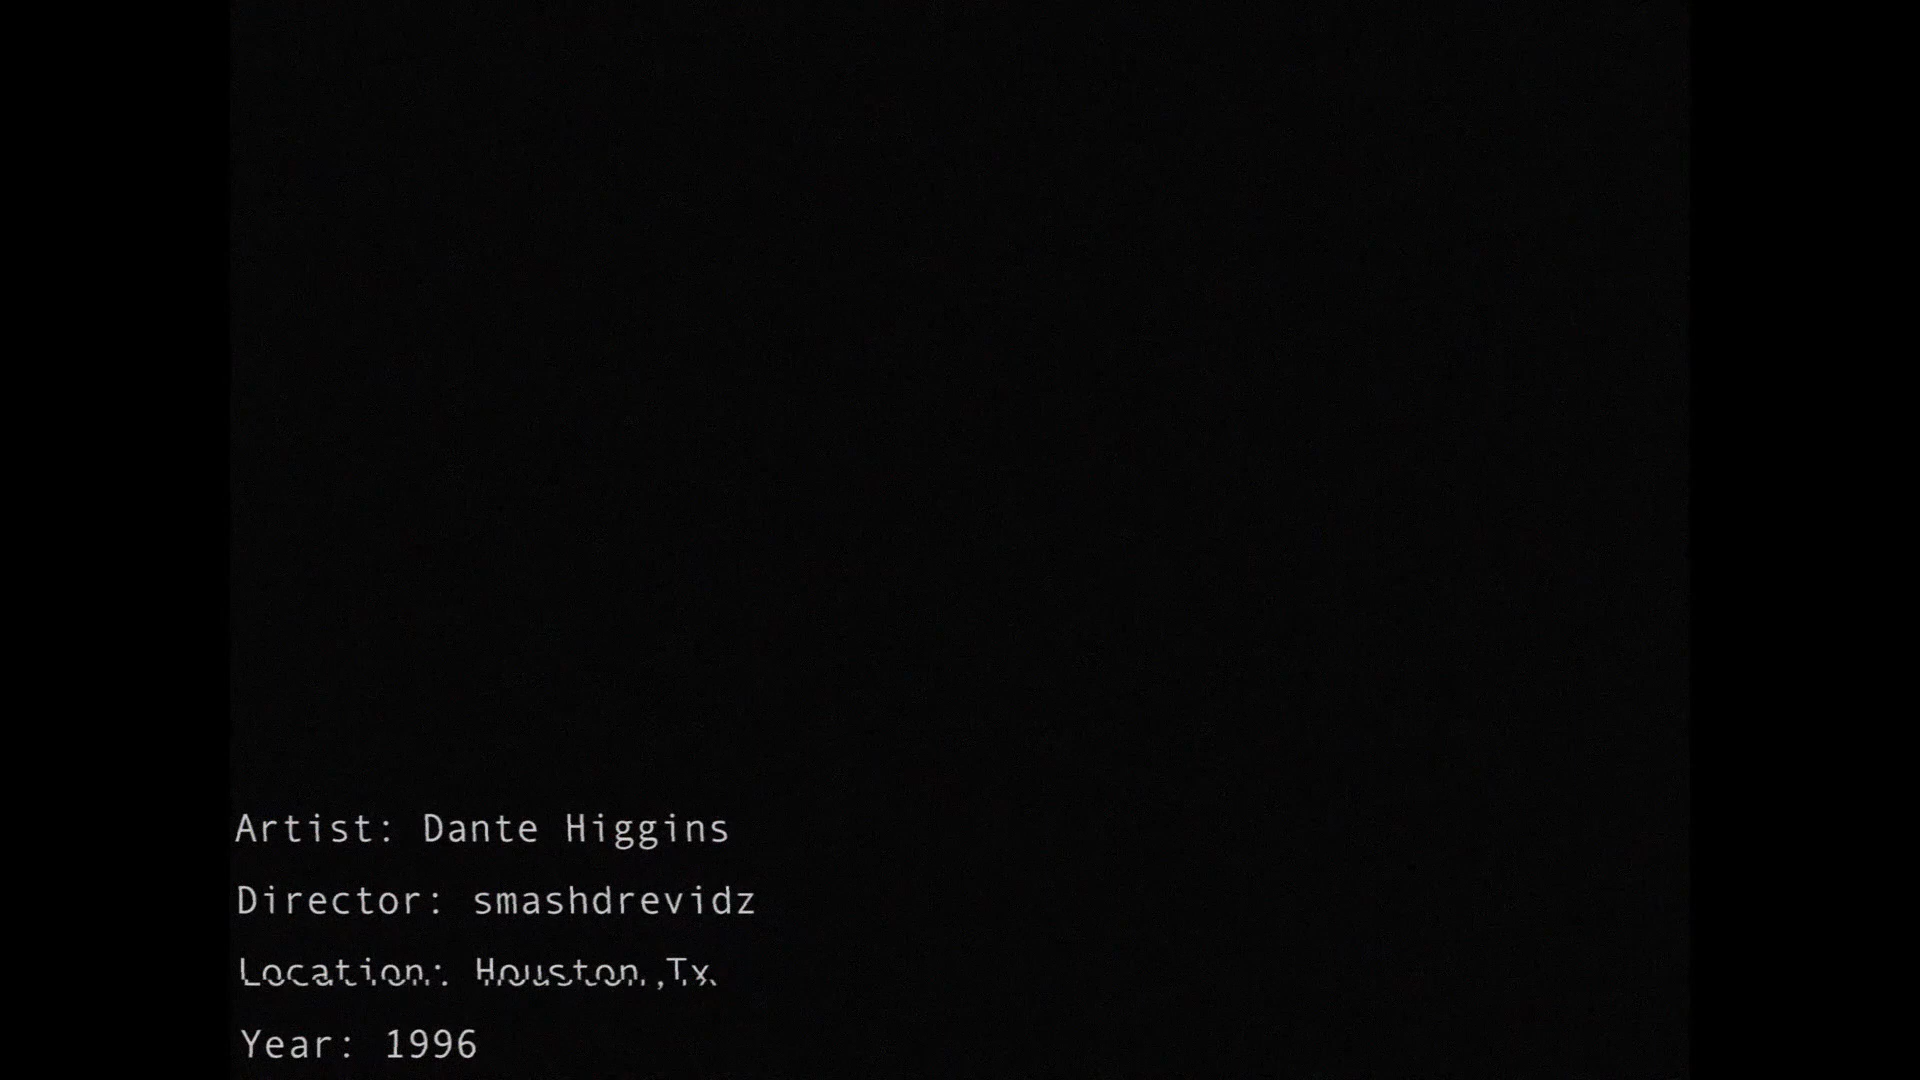 Artist: Dante Higgins
Director: smashdrevidz
Location: Houston,Tx
Year: 1996